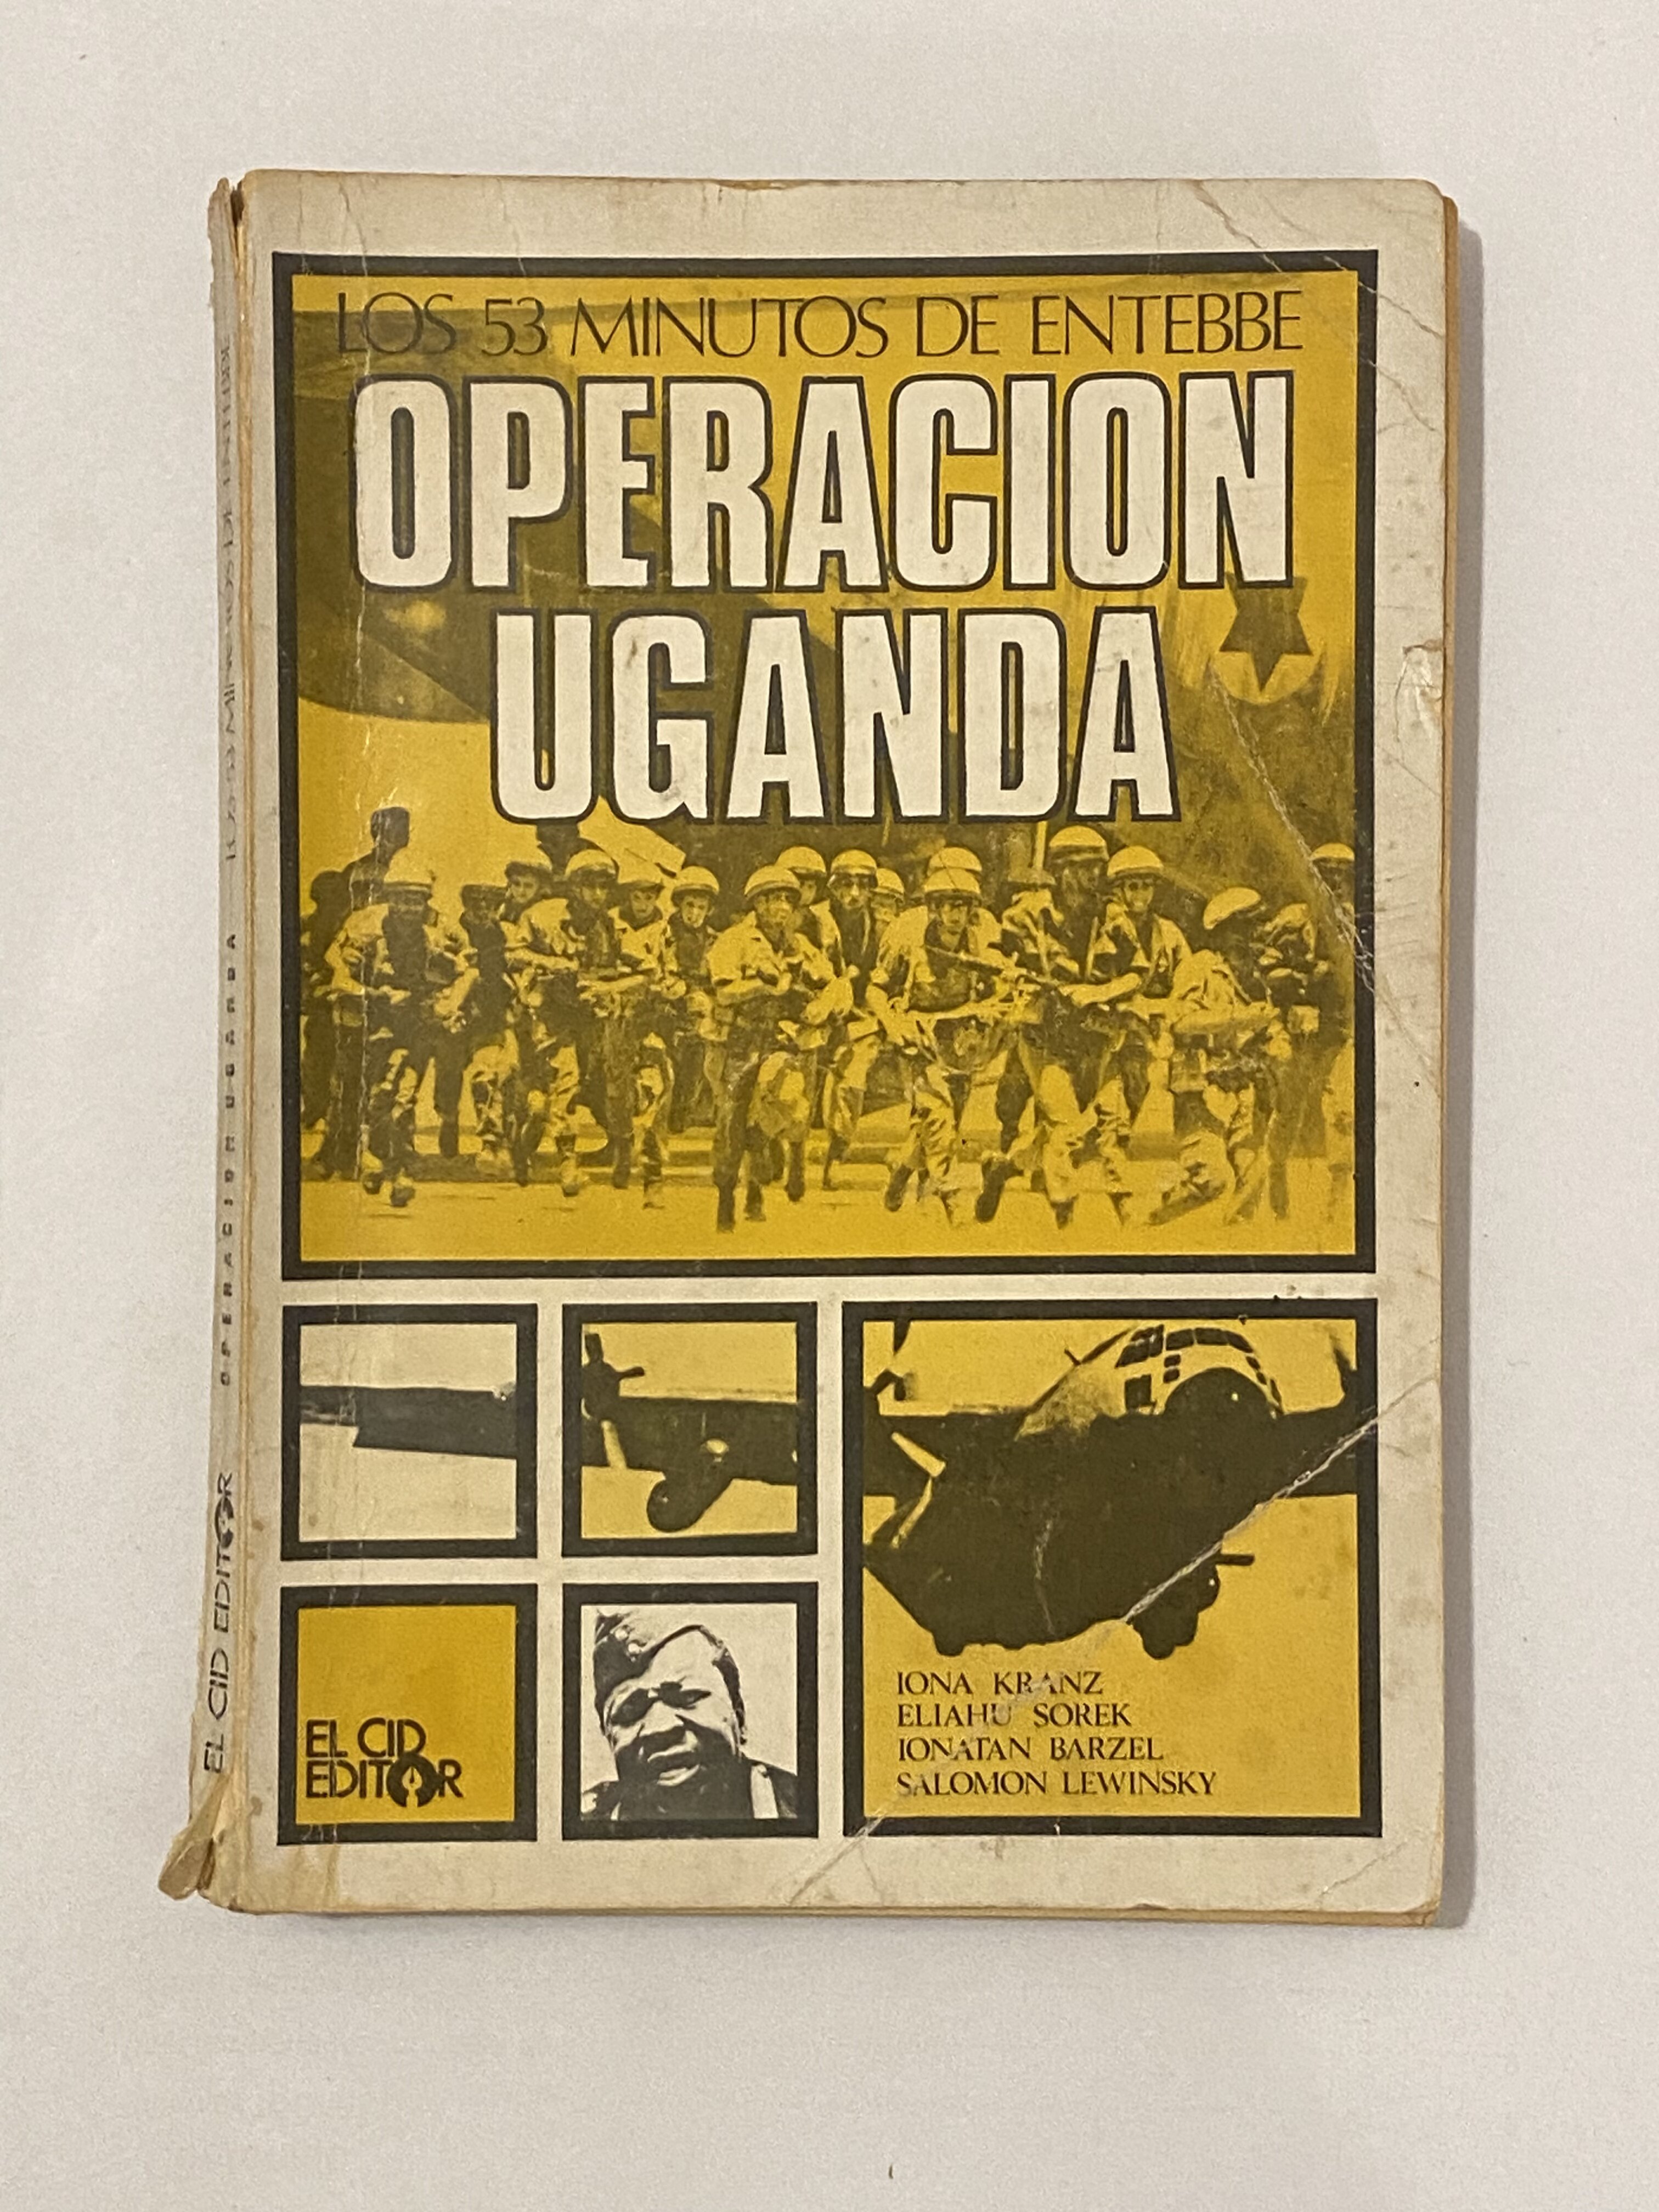 LOS 53 MINUTOS DE ENTEBBE
OPERACION
UGANDA
EL CID
EDITOR
IONA KRANZ
ELIAHU SOREK
IONATAN BARZEL
SALOMON LEWINSKY
EL CID EDITOR OPERACION UGANDA LOS 53 MINUTOS DE ENTEBBE